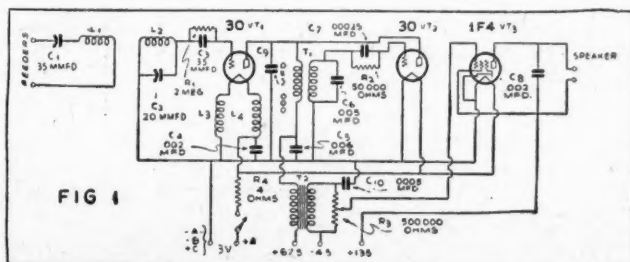 FEEDERS
C1
35 MMFD
L1
L2
C2
20 MMFD
R1
2 MEG
C3
35
MMFD
30 VT1
L3
L4
C4
.002
MFD
C9
T1
C7
.00025
MFD
R2
50,000
OHMS
C6
.005
MFD
C5
.006
MFD
30 VT2
1F4 VT3
C8
.002
MFD.
SPEAKER
FIG 1
R4
4
OHMS
T2
C10
MFD
R3
500 000
OHMS
-A
-B
+C
3V
+A
+67.5
-4.5
+135